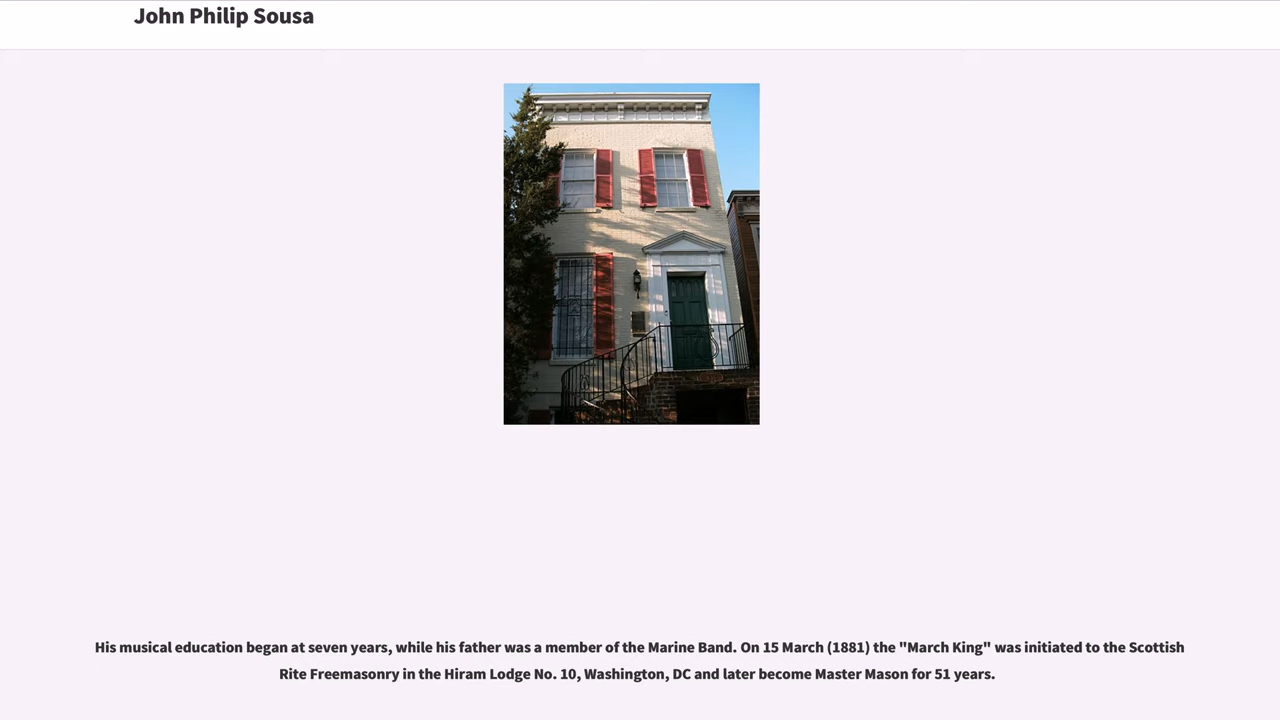 John Philip Sousa
His musical education began at seven years, while his father was a member of the Marine Band. On 15 March (1881) the "March King" was initiated to the Scottish
Rite Freemasonry in the Hiram Lodge No. 10, Washington, DC and later become Master Mason for 51 years.